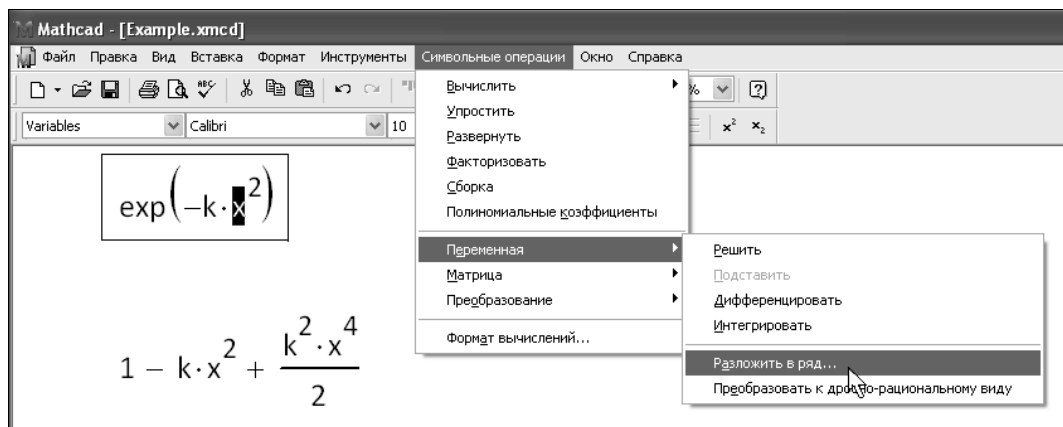 Mathcad - [Example.xmcd]
Файл Правка Вид Вставка Формат Инструменты Символьные операции Окно Справка
Variables Calibri 10 x² x₂
%
Вычислить
Упростить
Развернуть
Факторизовать
Сборка
Полиномиальные коэффициенты
Переменная
Матрица
Преобразование
Формат вычислений...
Решить
Подставить
Дифференцировать
Интегрировать
Разложить в ряд...
Преобразовать к дробно-рациональному виду
exp(−k·x²)
1 − k·x² + k²·x⁴/2